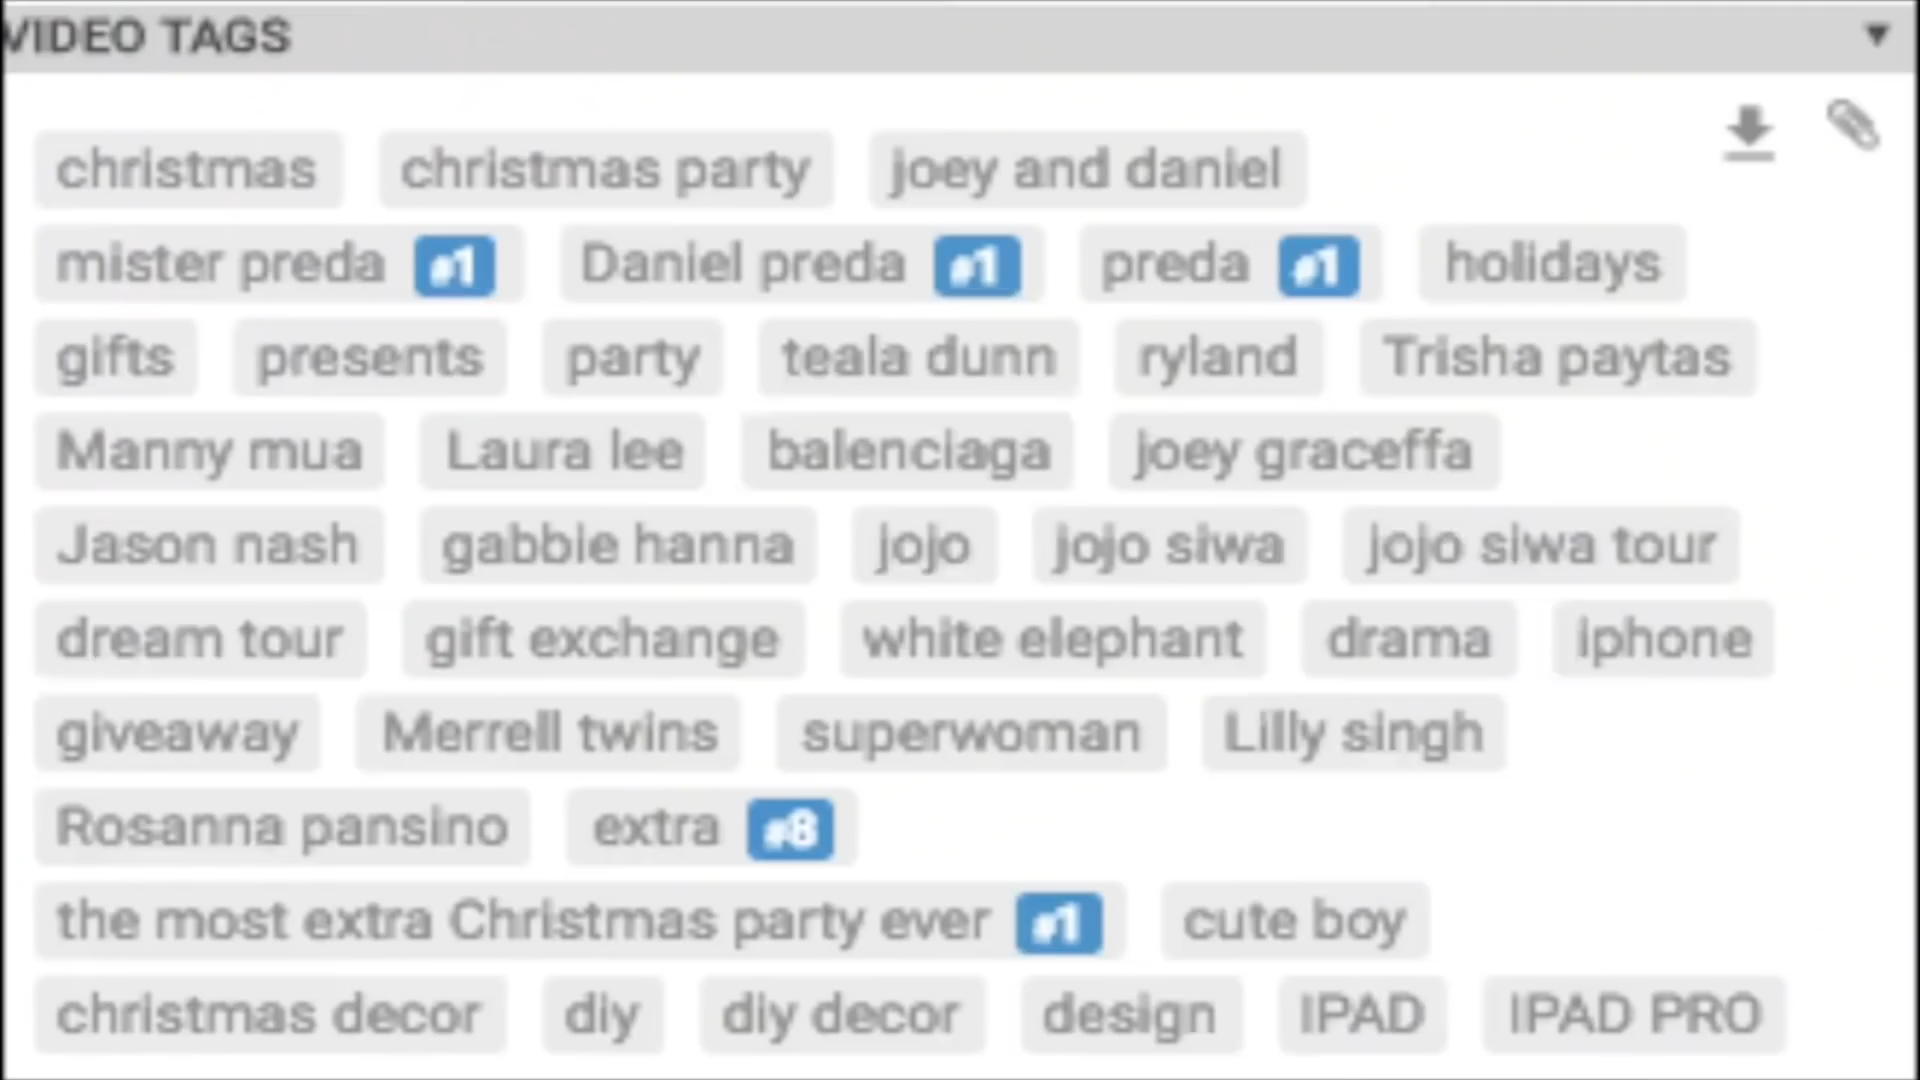 VIDEO TAGS
christmas christmas party joey and daniel
mister preda #1 Daniel preda #1 preda #1 holidays
gifts presents party teala dunn ryland Trisha paytas
Manny mua Laura lee balenciaga joey graceffa
Jason nash gabbie hanna jojo jojo siwa jojo siwa tour
dream tour gift exchange white elephant drama iphone
giveaway Merrell twins superwoman Lilly singh
Rosanna pansino extra #8
the most extra Christmas party ever #1 cute boy
christmas decor diy diy decor design IPAD IPAD PRO